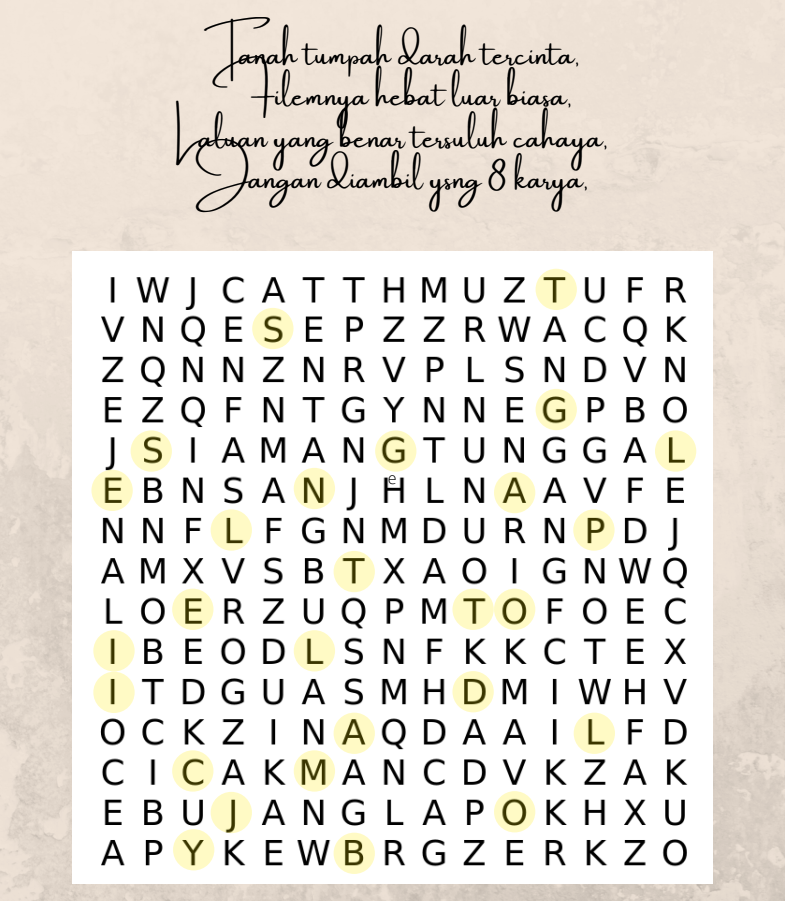 Tanah tumpah darah tercinta,
Filemnya hebat luar biasa,
Laluan yang benar tersuluh cahaya,
Jangan diambil ysng 8 karya,
I W J C A T T H M U Z T U F R
V N Q E S E P Z Z R W A C Q K
Z Q N N Z N R V P L S N D V N
E Z Q F N T G Y N N E G P B O
J S I A M A N G T U N G G A L
e
E B N S A N J H L N A A V F E
N N F L F G N M D U R N P D J
A M X V S B T X A O I G N W Q
L O E R Z U Q P M T O F O E C
I B E O D L S N F K K C T E X
I T D G U A S M H D M I W H V
O C K Z I N A Q D A A I L F D
C I C A K M A N C D V K Z A K
E B U J A N G L A P O K H X U
A P Y K E W B R G Z E R K Z O